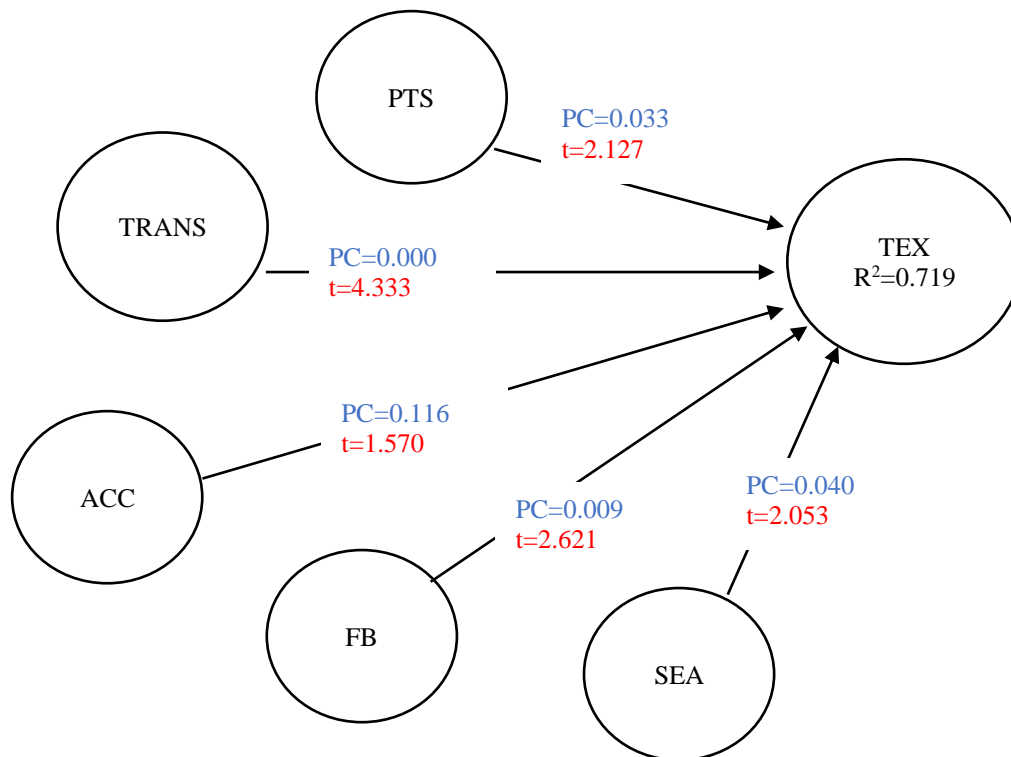 PTS
PC=0.033
t=2.127
TRANS
PC=0.000
t=4.333
TEX
R²=0.719
PC=0.116
t=1.570
ACC
PC=0.009
t=2.621
PC=0.040
t=2.053
FB
SEA